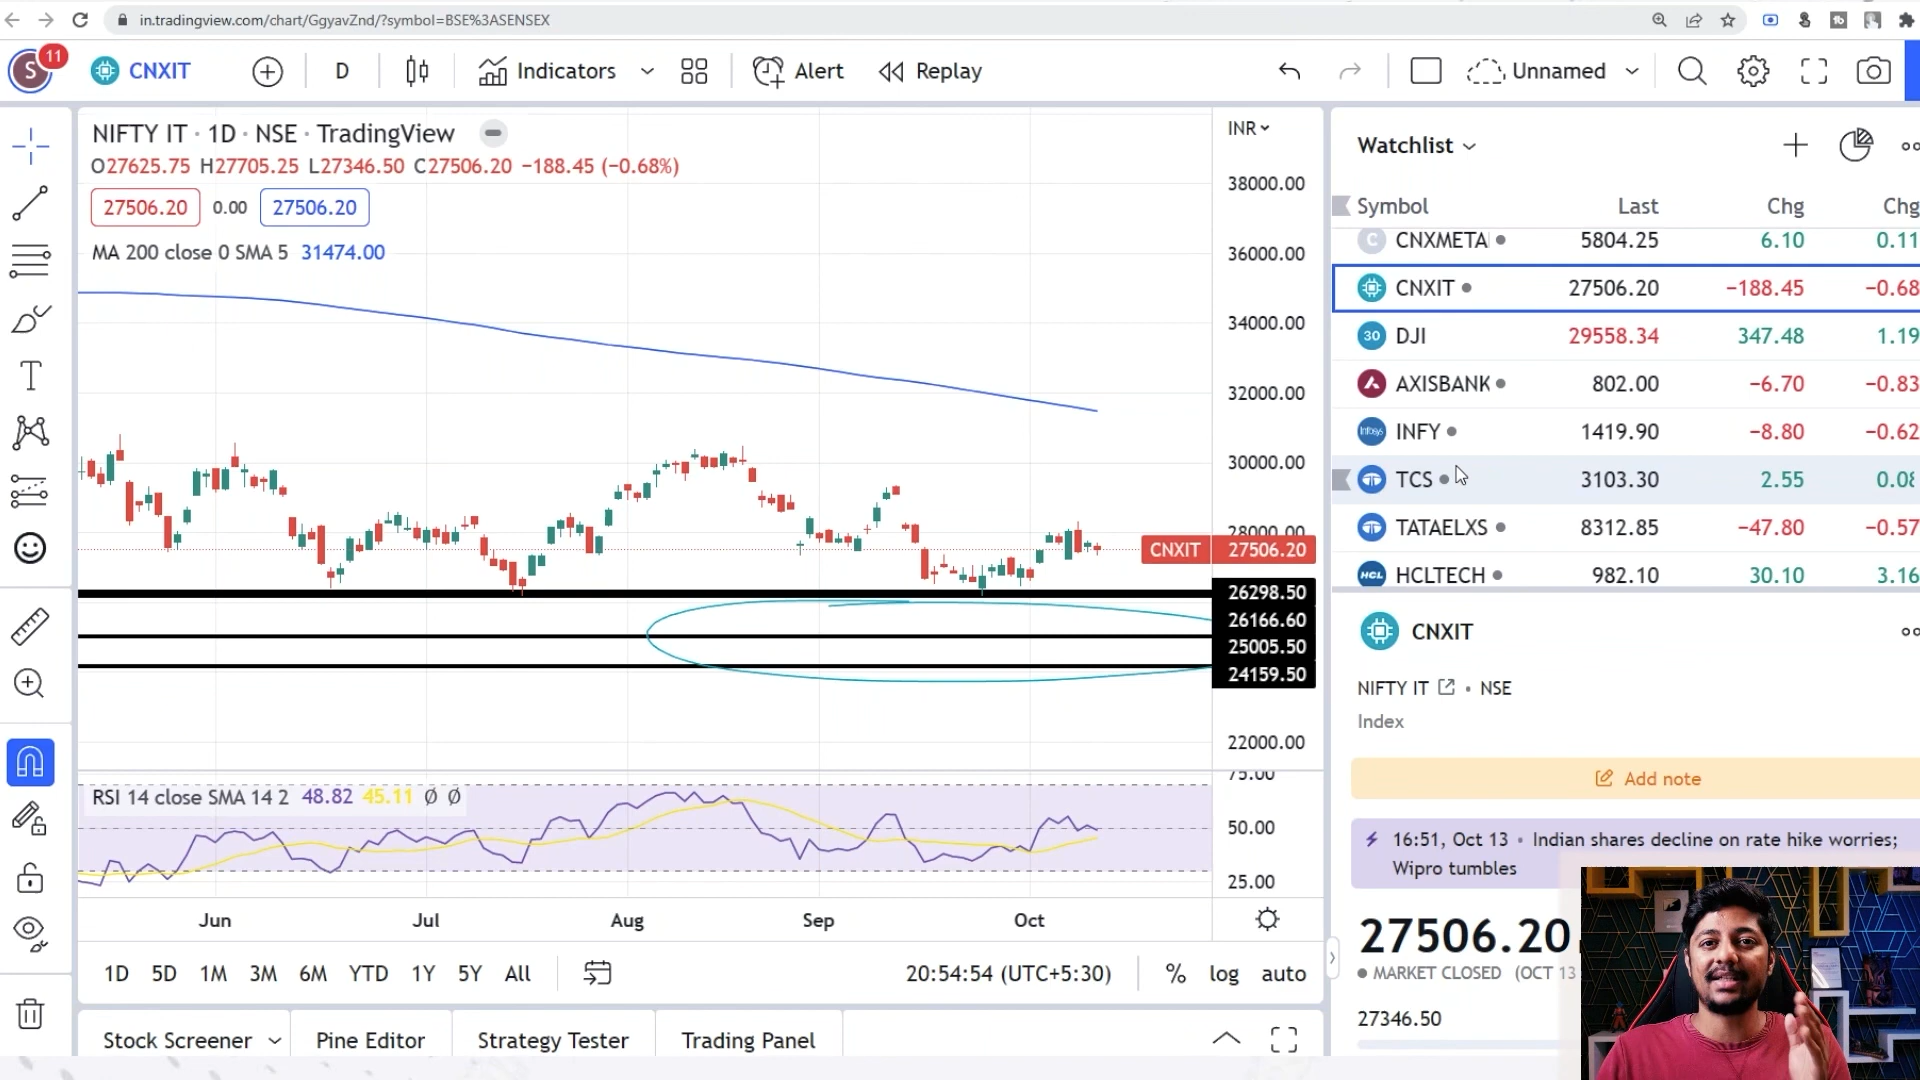 in.tradingview.com/chart/GgyavZnd/?symbol=BSE%3ASENSEX
S 11 CNXIT D Indicators Alert Replay Unnamed
NIFTY IT · 1D · NSE · TradingView
O27625.75 H27705.25 L27346.50 C27506.20 −188.45 (−0.68%)
27506.20 0.00 27506.20
MA 200 close 0 SMA 5 31474.00
INR
38000.00
36000.00
34000.00
32000.00
30000.00
28000.00
CNXIT 27506.20
26298.50
26166.60
25005.50
24159.50
22000.00
RSI 14 close SMA 14 2 48.82 45.11 Ø Ø
75.00
50.00
25.00
Jun Jul Aug Sep Oct
1D 5D 1M 3M 6M YTD 1Y 5Y All 20:54:54 (UTC+5:30) % log auto
Stock Screener Pine Editor Strategy Tester Trading Panel
Watchlist
Symbol Last Chg Chg
C CNXMETA 5804.25 6.10 0.11
CNXIT 27506.20 −188.45 −0.68
30 DJI 29558.34 347.48 1.19
AXISBANK 802.00 −6.70 −0.83
Infosys INFY 1419.90 −8.80 −0.62
TCS 3103.30 2.55 0.08
TATAELXS 8312.85 −47.80 −0.57
HCL HCLTECH 982.10 30.10 3.16
CNXIT
NIFTY IT • NSE
Index
Add note
16:51, Oct 13 • Indian shares decline on rate hike worries;
Wipro tumbles
27506.20
MARKET CLOSED (OCT 13
27346.50